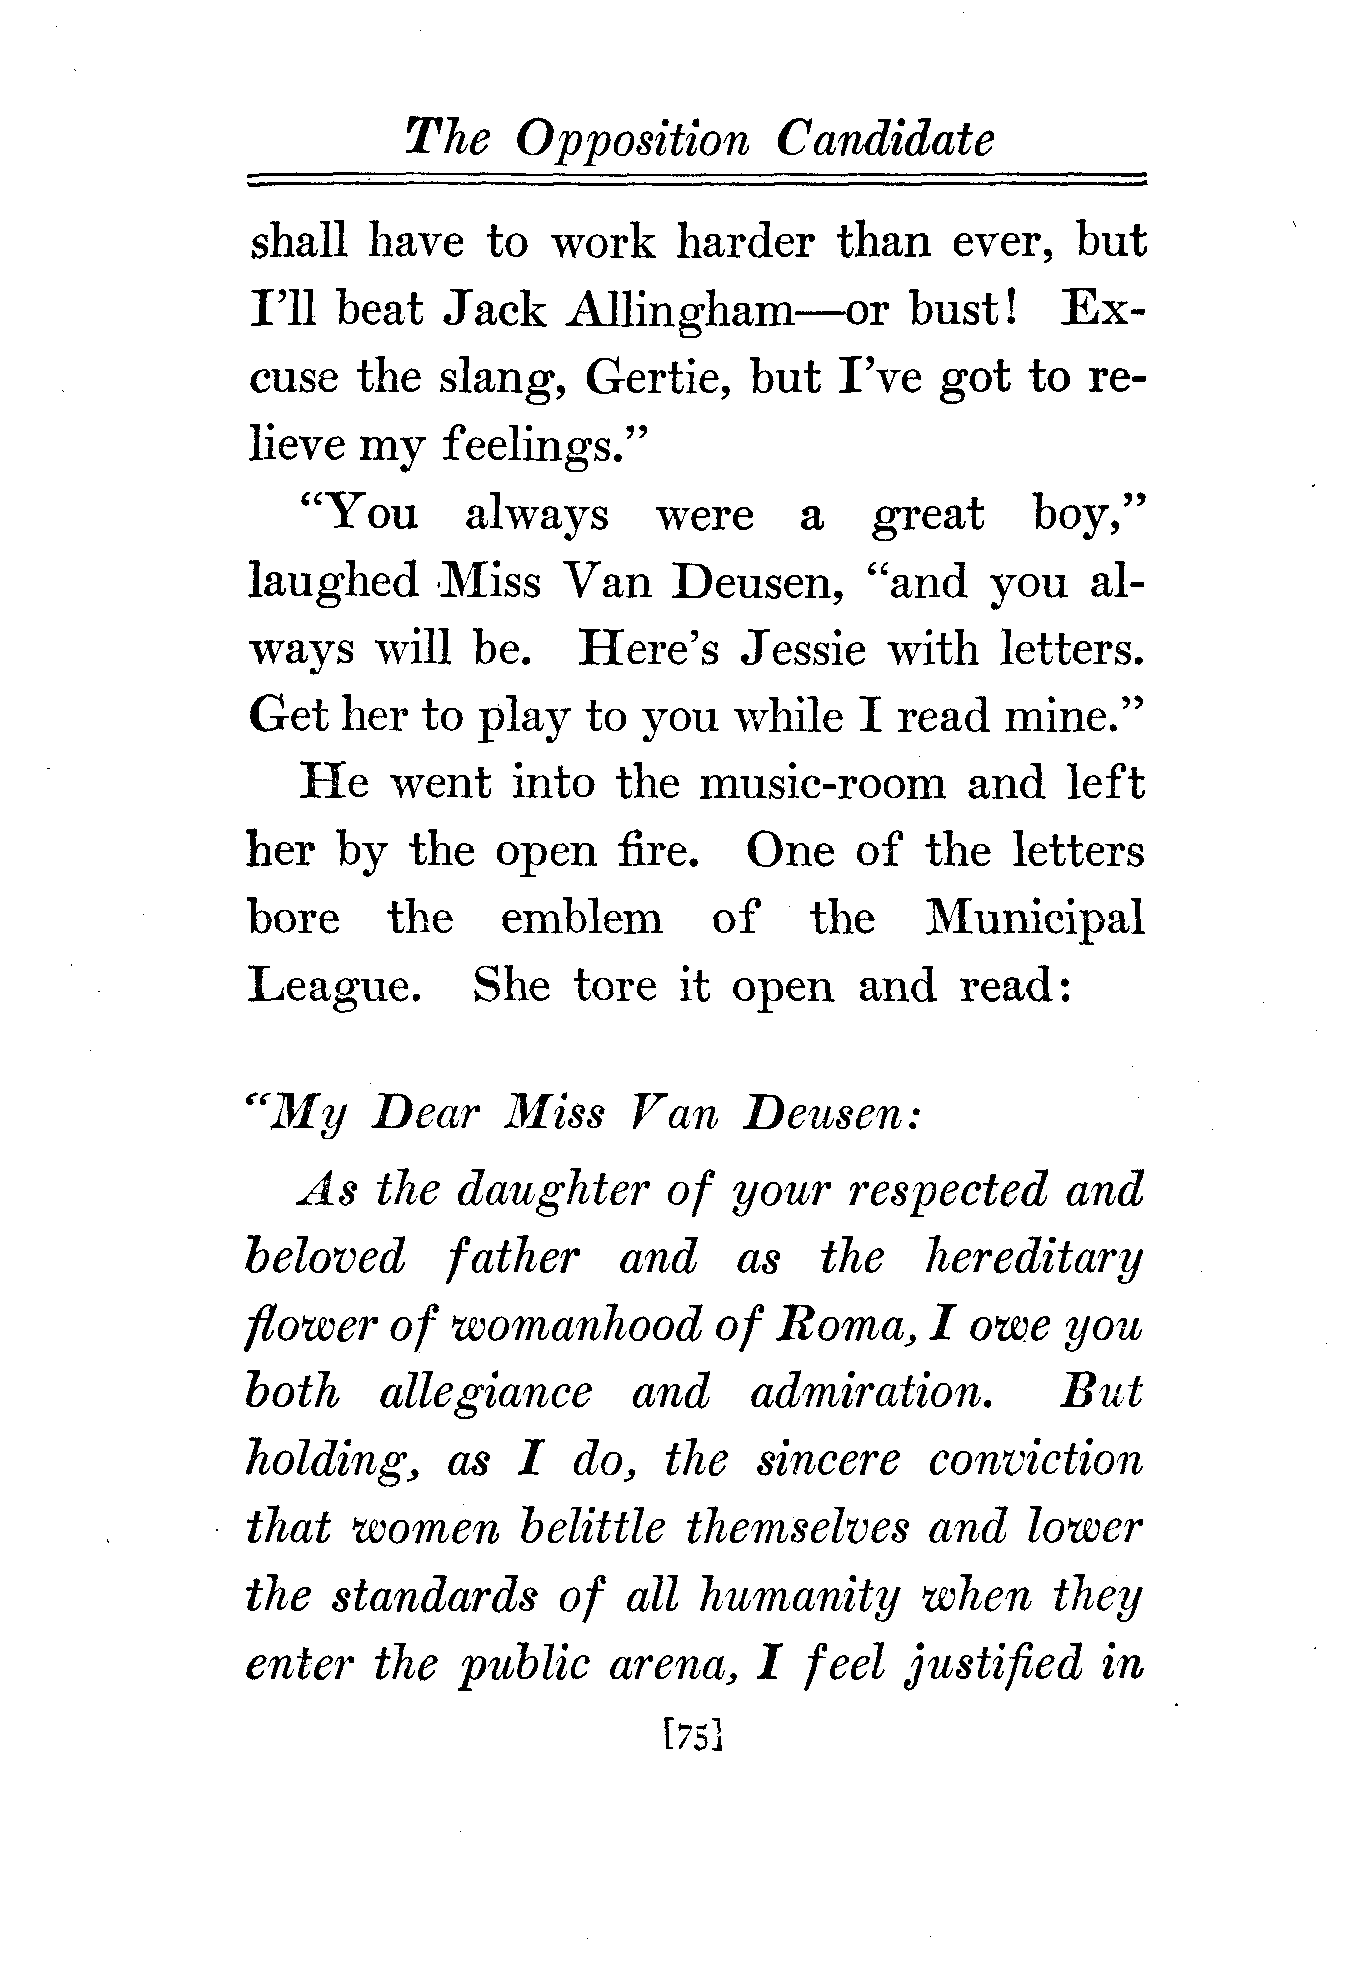 The Opposition Candidate
shall have to work harder than ever, but
I’ll beat Jack Allingham—or bust! Ex-
cuse the slang, Gertie, but I’ve got to re-
lieve my feelings.”
“You always were a great boy,”
laughed Miss Van Deusen, “and you al-
ways will be. Here’s Jessie with letters.
Get her to play to you while I read mine.”
He went into the music-room and left
her by the open fire. One of the letters
bore the emblem of the Municipal
League. She tore it open and read:
“My Dear Miss Van Deusen:
As the daughter of your respected and
beloved father and as the hereditary
flower of womanhood of Roma, I owe you
both allegiance and admiration. But
holding, as I do, the sincere conviction
that women belittle themselves and lower
the standards of all humanity when they
enter the public arena, I feel justified in
[75]